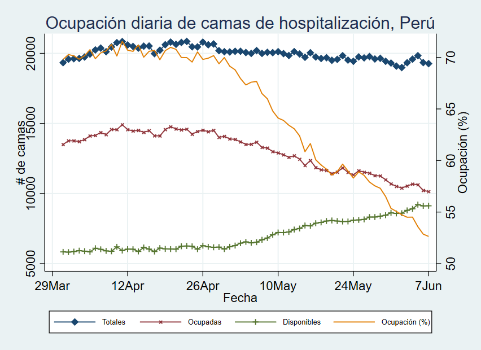 Ocupación diaria de camas de hospitalización, Perú
# de camas
20000
15000
10000
5000
Ocupación (%)
70
65
60
55
50
29Mar 12Apr 26Apr 10May 24May 7Jun
Fecha
Totales Ocupadas Disponibles Ocupación (%)